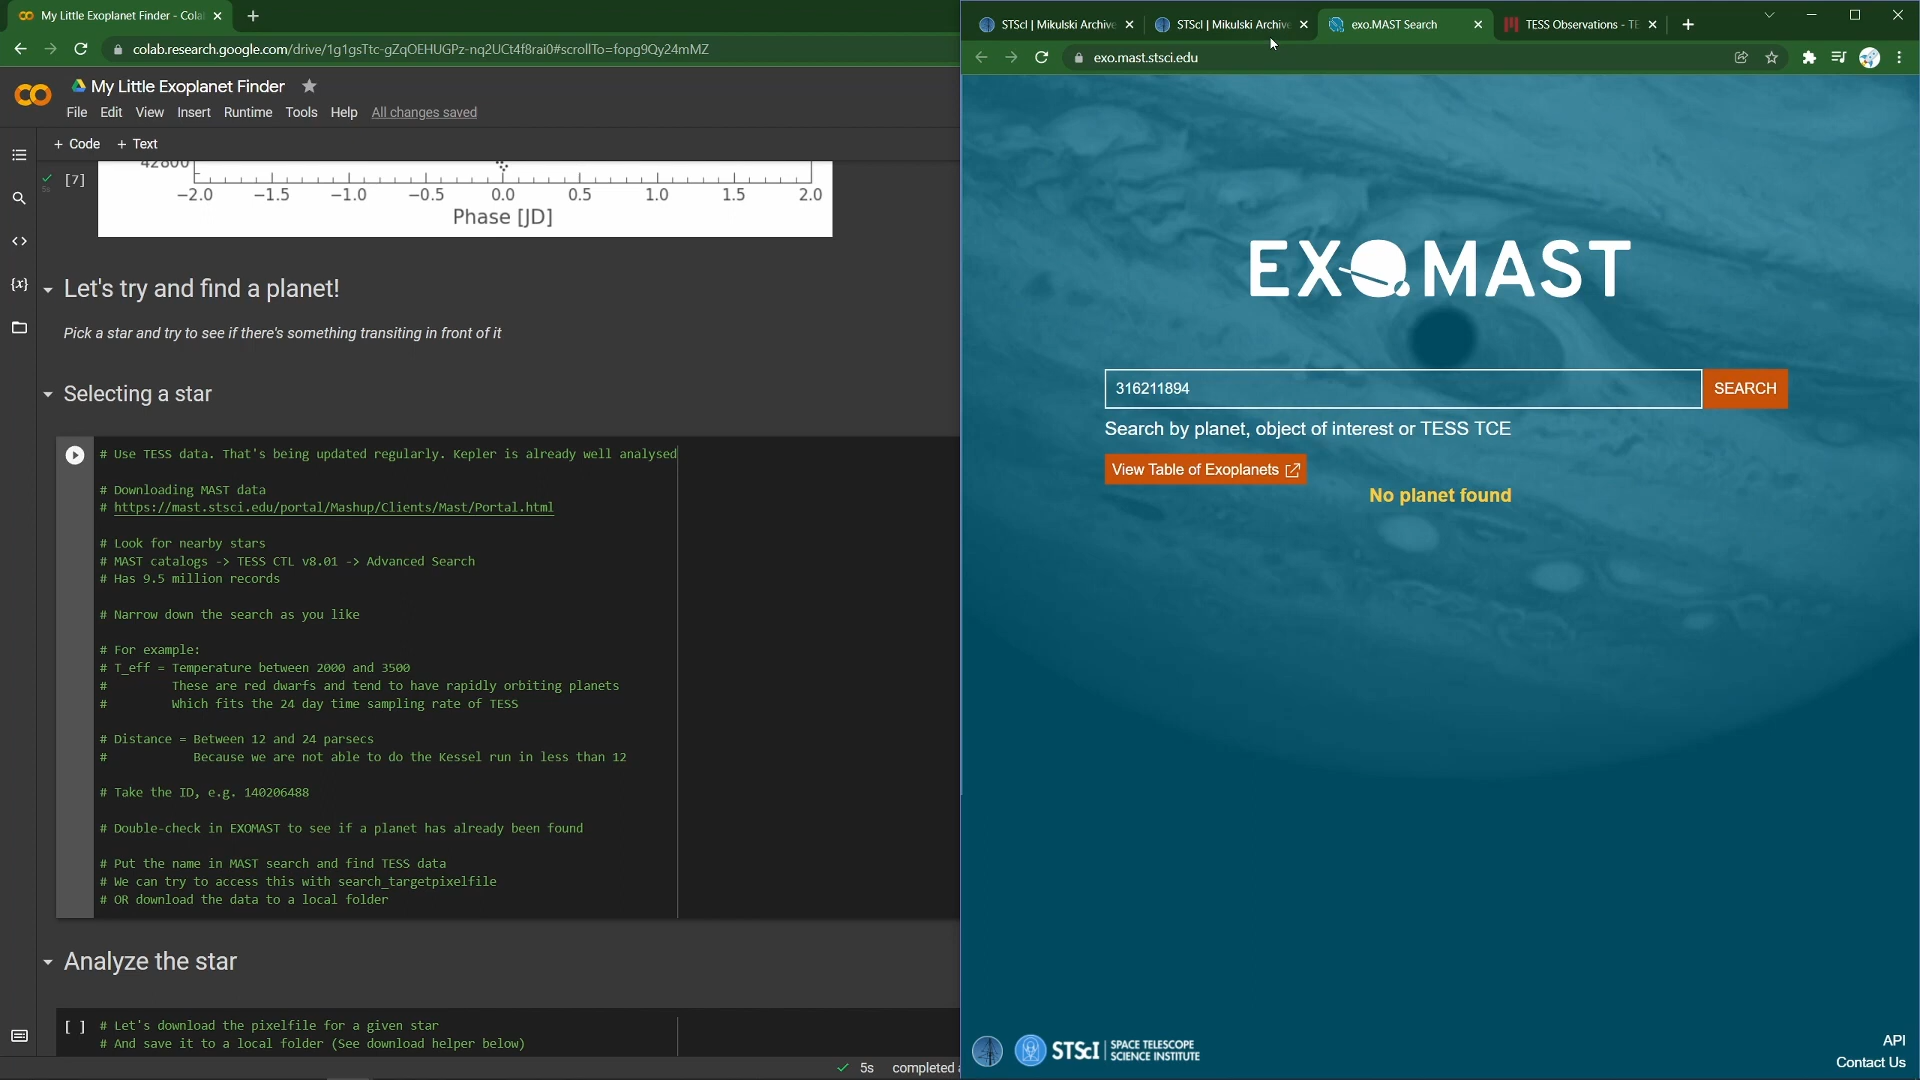 My Little Exoplanet Finder - Cola
colab.research.google.com/drive/1g1gsTtc-gZqOEHUGPz-nq2UCt4f8rai0#scrollTo=fopg9Qy24mMZ
My Little Exoplanet Finder
File Edit View Insert Runtime Tools Help All changes saved
+ Code + Text
[7]
5s
42800
−2.0 −1.5 −1.0 −0.5 0.0 0.5 1.0 1.5 2.0
Phase [JD]
Let's try and find a planet!
Pick a star and try to see if there's something transiting in front of it
Selecting a star
# Use TESS data. That's being updated regularly. Kepler is already well analysed
# Downloading MAST data
# https://mast.stsci.edu/portal/Mashup/Clients/Mast/Portal.html
# Look for nearby stars
# MAST catalogs -> TESS CTL v8.01 -> Advanced Search
# Has 9.5 million records
# Narrow down the search as you like
# For example:
# T_eff = Temperature between 2000 and 3500
# These are red dwarfs and tend to have rapidly orbiting planets
# Which fits the 24 day time sampling rate of TESS
# Distance = Between 12 and 24 parsecs
# Because we are not able to do the Kessel run in less than 12
# Take the ID, e.g. 140206488
# Double-check in EXOMAST to see if a planet has already been found
# Put the name in MAST search and find TESS data
# We can try to access this with search_targetpixelfile
# OR download the data to a local folder
Analyze the star
[ ] # Let's download the pixelfile for a given star
# And save it to a local folder (See download helper below)
5s completed a
STScI | Mikulski Archive
STScI | Mikulski Archive
exo.MAST Search
TESS Observations - TE
exo.mast.stsci.edu
EXOMAST
316211894
SEARCH
Search by planet, object of interest or TESS TCE
View Table of Exoplanets
No planet found
STScI | SPACE TELESCOPE
SCIENCE INSTITUTE
API
Contact Us